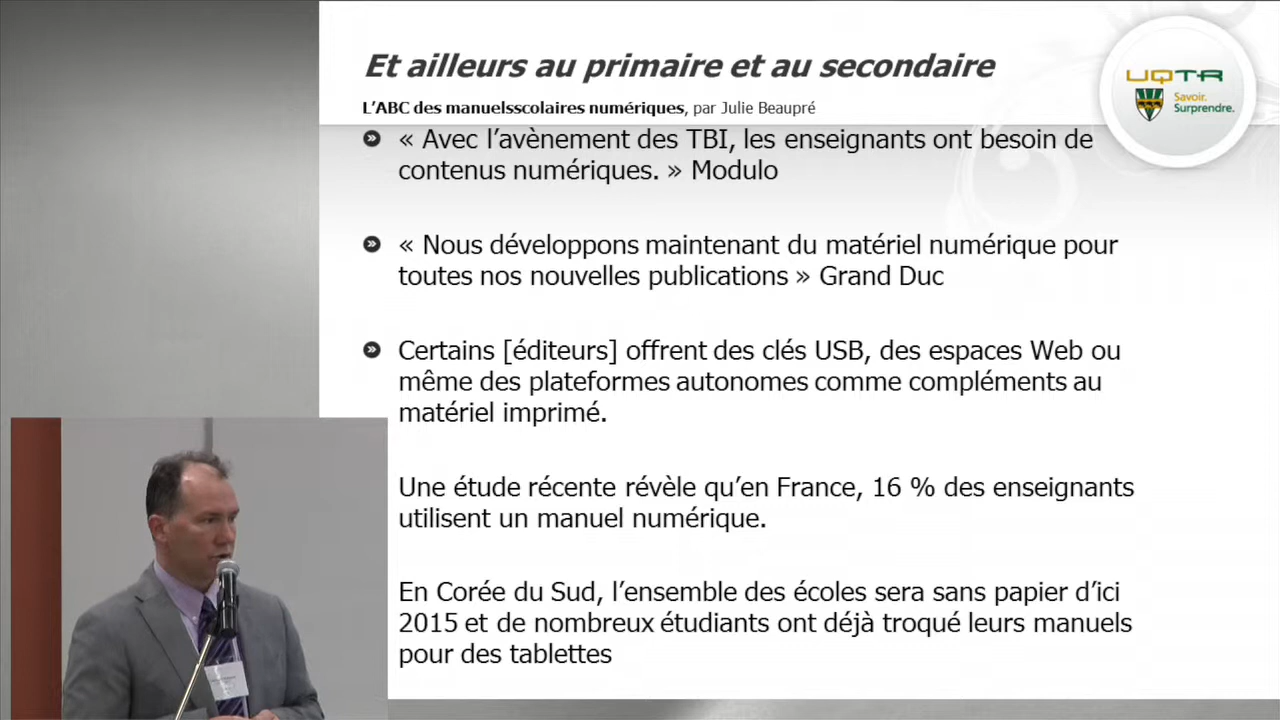 Et ailleurs au primaire et au secondaire
L'ABC des manuelsscolaires numériques, par Julie Beaupré
UQTR
Savoir.
Surprendre.
« Avec l'avènement des TBI, les enseignants ont besoin de
contenus numériques. » Modulo
« Nous développons maintenant du matériel numérique pour
toutes nos nouvelles publications » Grand Duc
Certains [éditeurs] offrent des clés USB, des espaces Web ou
même des plateformes autonomes comme compléments au
matériel imprimé.
Une étude récente révèle qu'en France, 16 % des enseignants
utilisent un manuel numérique.
En Corée du Sud, l'ensemble des écoles sera sans papier d'ici
2015 et de nombreux étudiants ont déjà troqué leurs manuels
pour des tablettes